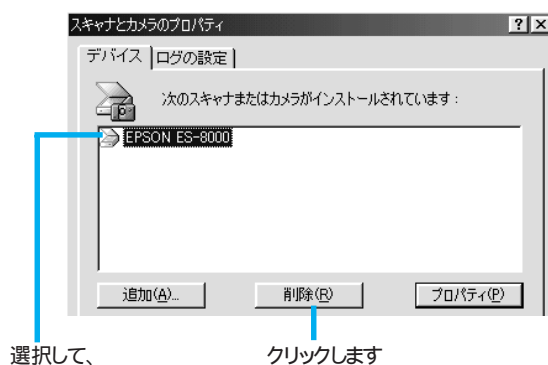 スキャナとカメラのプロパティ
デバイス ログの設定
次のスキャナまたはカメラがインストールされています：
EPSON ES-8000
追加(A)... 削除(R) プロパティ(P)
選択して、 クリックします